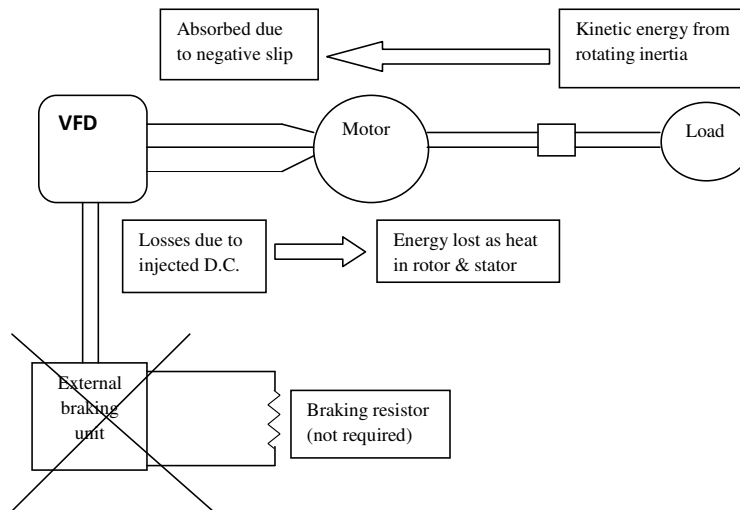 Absorbed due
to negative slip
Kinetic energy from
rotating inertia
VFD
Motor
Load
Losses due to
injected D.C.
Energy lost as heat
in rotor & stator
External
braking
unit
Braking resistor
(not required)